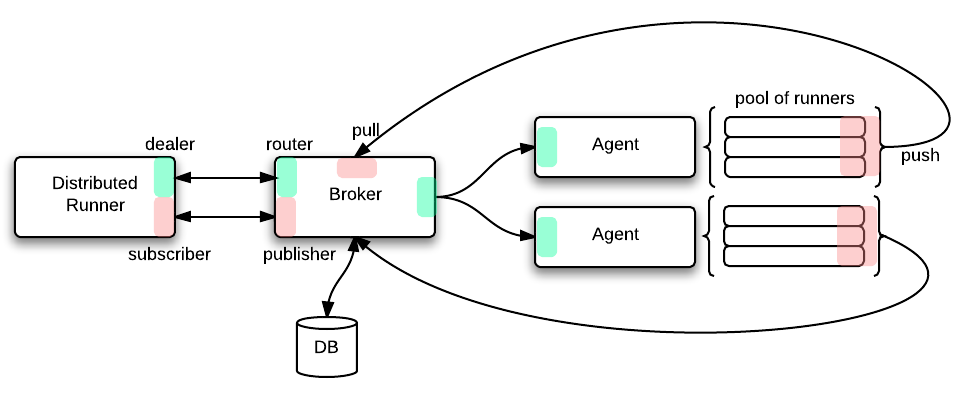 pool of runners
pull
dealer
router
Agent
push
Distributed
Runner
Broker
Agent
subscriber
publisher
DB